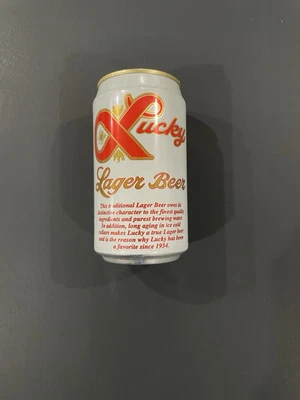 Lucky
Lager Beer
This traditional Lager Beer owes its
distinctive character to the finest quality
ingredients and purest brewing water.
In addition, long aging in ice cold
cellars makes Lucky a true Lager beer
and is the reason why Lucky has been
a favorite since 1934.